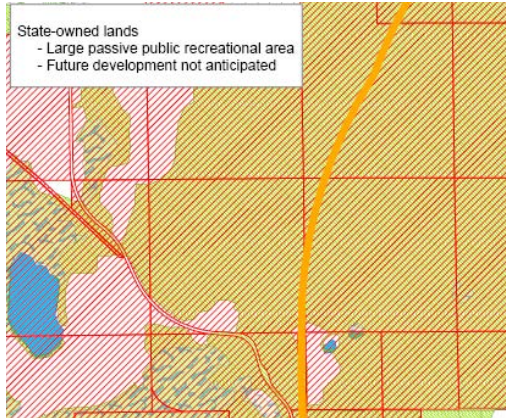 State-owned lands
- Large passive public recreational area
- Future development not anticipated